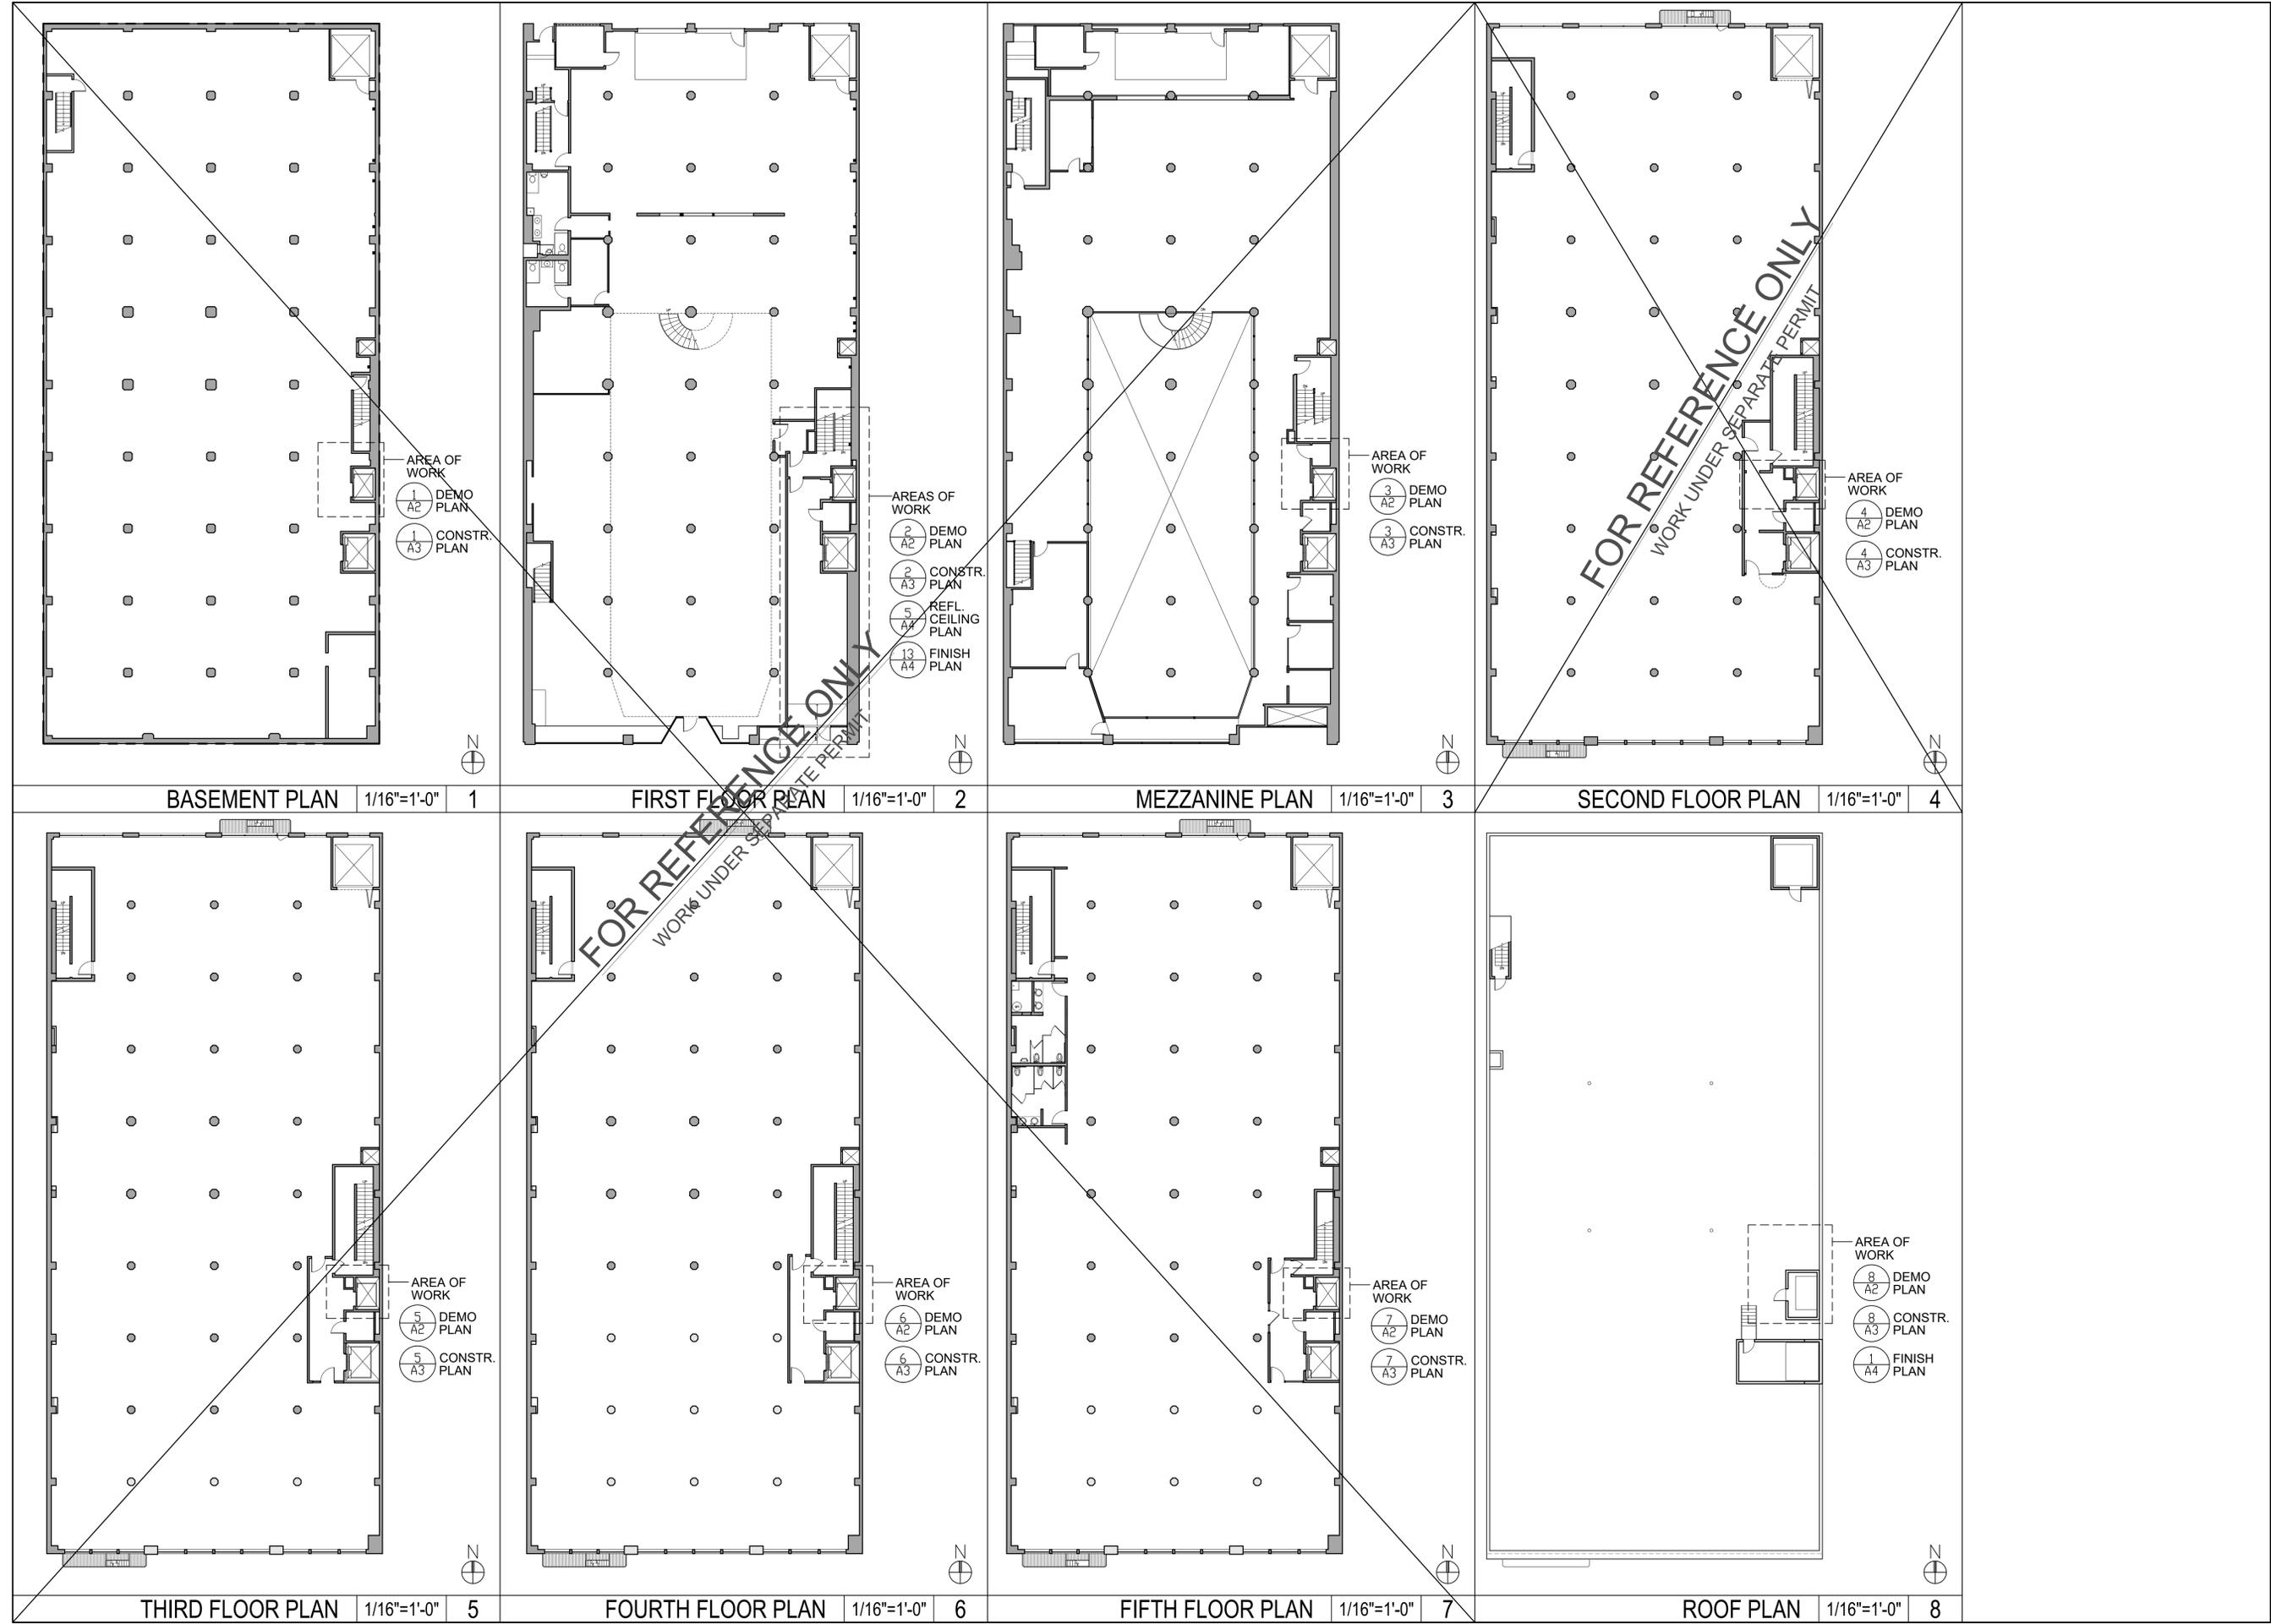 AREA OF
WORK
1
A2
DEMO
PLAN
1
A3
CONSTR.
PLAN
N
BASEMENT PLAN 1/16"=1'-0" 1
AREAS OF
WORK
2
A2
DEMO
PLAN
2
A3
CONSTR.
PLAN
5
A4
REFL.
CEILING
PLAN
13
A4
FINISH
PLAN
N
FIRST FLOOR PLAN 1/16"=1'-0" 2
AREA OF
WORK
3
A2
DEMO
PLAN
3
A3
CONSTR.
PLAN
N
MEZZANINE PLAN 1/16"=1'-0" 3
FOR REFERENCE ONLY
WORK UNDER SEPARATE PERMIT
AREA OF
WORK
4
A2
DEMO
PLAN
4
A3
CONSTR.
PLAN
N
SECOND FLOOR PLAN 1/16"=1'-0" 4
FOR REFERENCE ONLY
WORK UNDER SEPARATE PERMIT
AREA OF
WORK
5
A2
DEMO
PLAN
5
A3
CONSTR.
PLAN
N
THIRD FLOOR PLAN 1/16"=1'-0" 5
AREA OF
WORK
6
A2
DEMO
PLAN
6
A3
CONSTR.
PLAN
N
FOURTH FLOOR PLAN 1/16"=1'-0" 6
AREA OF
WORK
7
A2
DEMO
PLAN
7
A3
CONSTR.
PLAN
N
FIFTH FLOOR PLAN 1/16"=1'-0" 7
AREA OF
WORK
8
A2
DEMO
PLAN
8
A3
CONSTR.
PLAN
1
A4
FINISH
PLAN
N
ROOF PLAN 1/16"=1'-0" 8